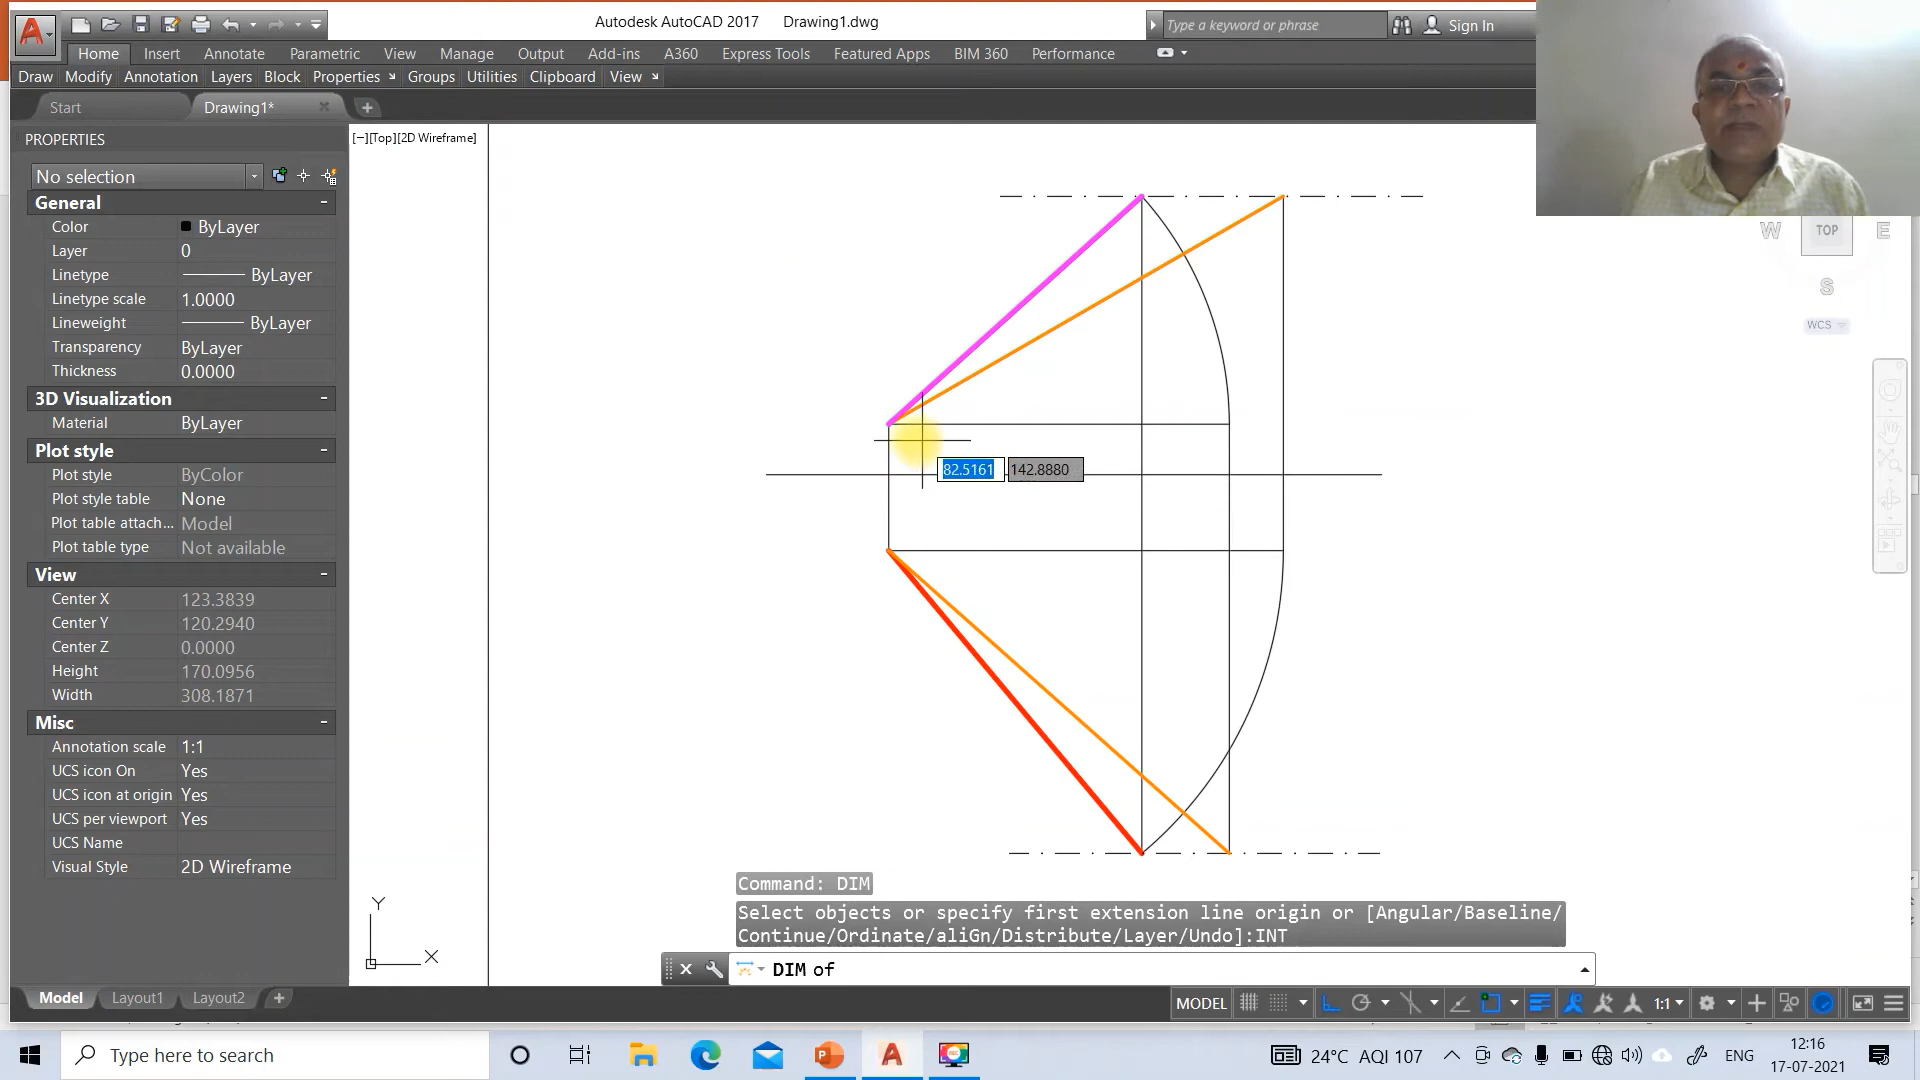 Autodesk AutoCAD 2017 Drawing1.dwg
Type a keyword or phrase
Sign In
Home Insert Annotate Parametric View Manage Output Add-ins A360 Express Tools Featured Apps BIM 360 Performance
Draw Modify Annotation Layers Block Properties Groups Utilities Clipboard View
Start Drawing1*
PROPERTIES
[−][Top][2D Wireframe]
No selection
General
Color ByLayer
Layer 0
Linetype ByLayer
Linetype scale 1.0000
Lineweight ByLayer
Transparency ByLayer
Thickness 0.0000
3D Visualization
Material ByLayer
Plot style
Plot style ByColor
Plot style table None
Plot table attach... Model
Plot table type Not available
View
Center X 123.3839
Center Y 120.2940
Center Z 0.0000
Height 170.0956
Width 308.1871
Misc
Annotation scale 1:1
UCS icon On Yes
UCS icon at origin Yes
UCS per viewport Yes
UCS Name
Visual Style 2D Wireframe
W TOP E
S
WCS
82.5161 142.8880
Y
X
Command: DIM
Select objects or specify first extension line origin or [Angular/Baseline/
Continue/Ordinate/aliGn/Distribute/Layer/Undo]:INT
DIM of
Model Layout1 Layout2
MODEL 1:1
Type here to search
24°C AQI 107
ENG
12:16
17-07-2021